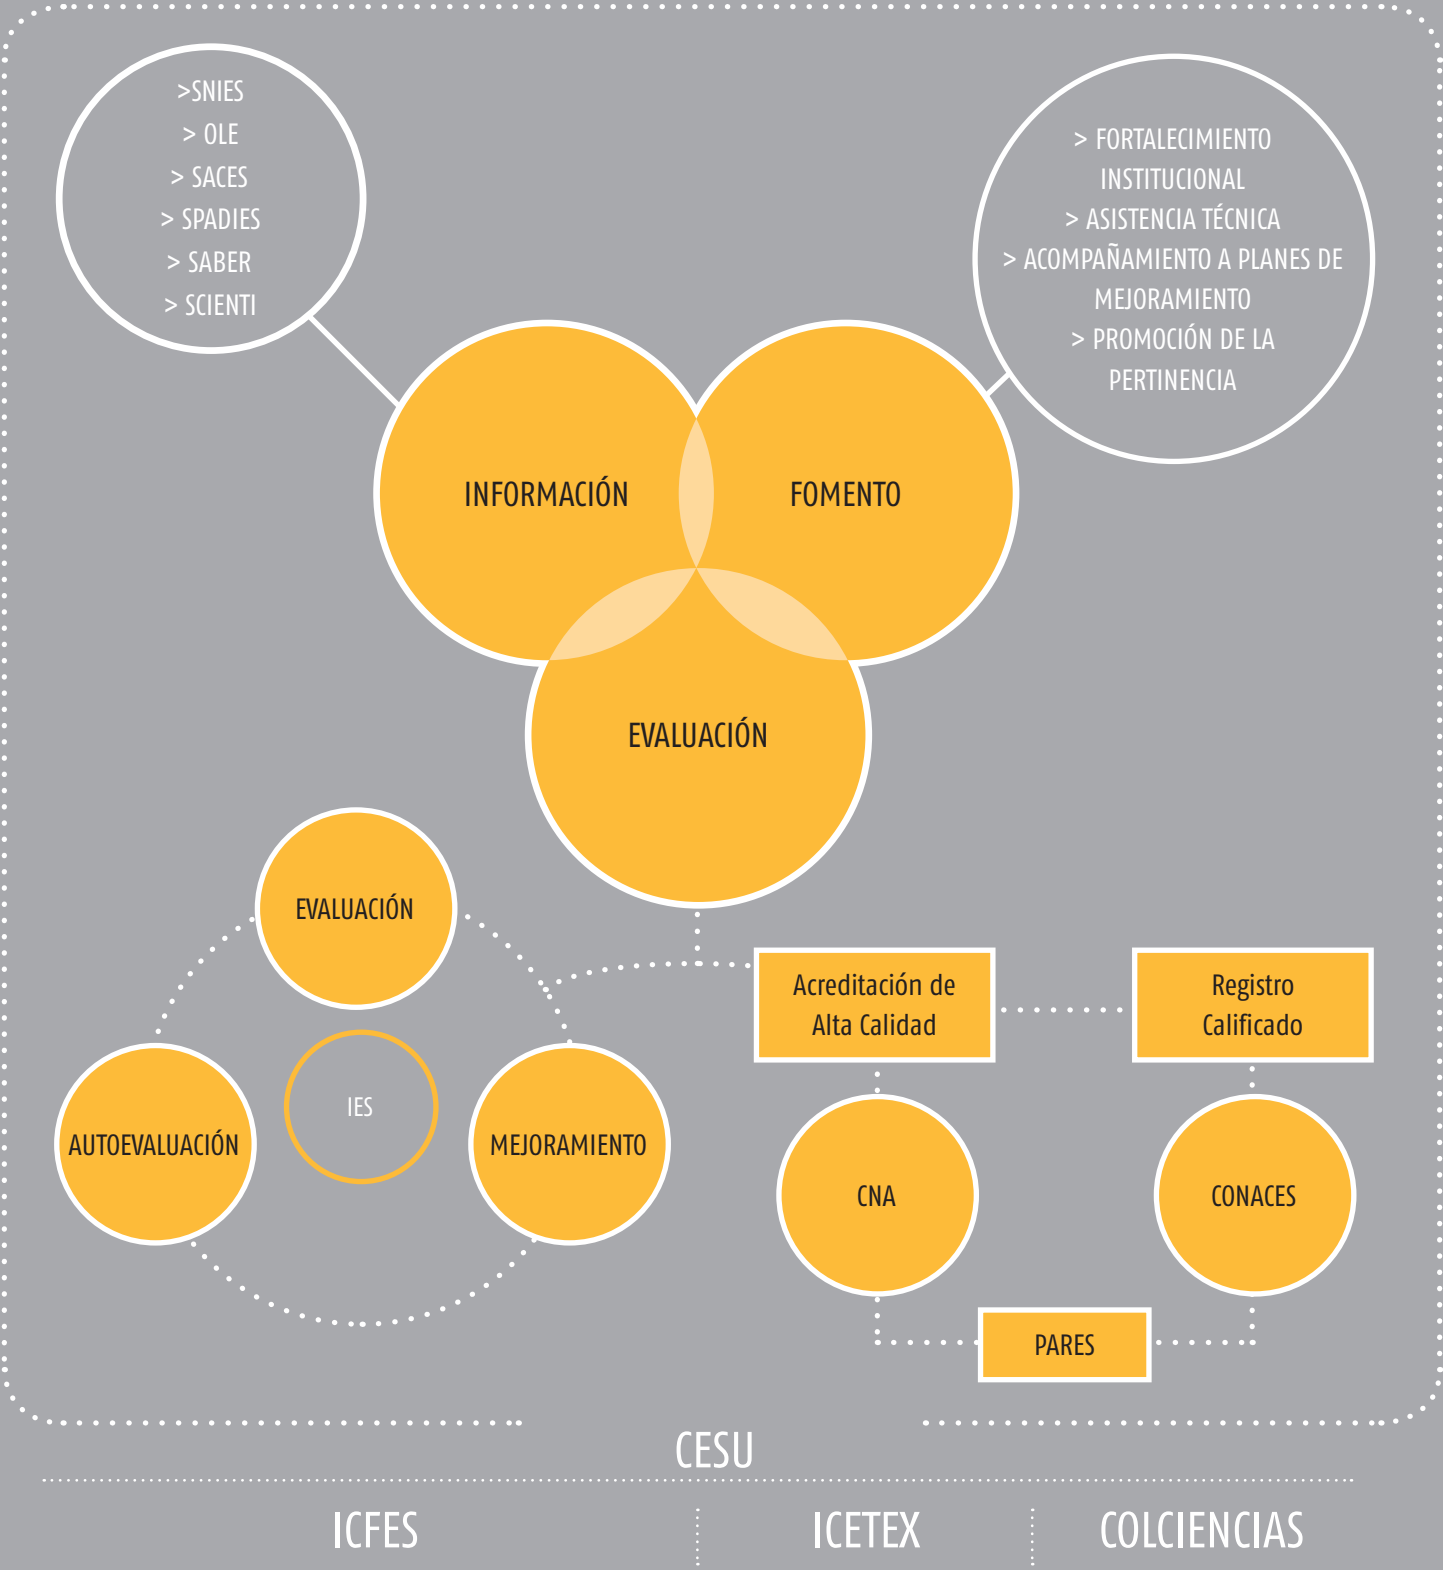 >SNIES
> OLE
> SACES
> SPADIES
> SABER
> SCIENTI
> FORTALECIMIENTO
INSTITUCIONAL
> ASISTENCIA TÉCNICA
> ACOMPAÑAMIENTO A PLANES DE
MEJORAMIENTO
> PROMOCIÓN DE LA
PERTINENCIA
INFORMACIÓN
FOMENTO
EVALUACIÓN
EVALUACIÓN
AUTOEVALUACIÓN
IES
MEJORAMIENTO
Acreditación de
Alta Calidad
Registro
Calificado
CNA
CONACES
PARES
CESU
ICFES
ICETEX
COLCIENCIAS